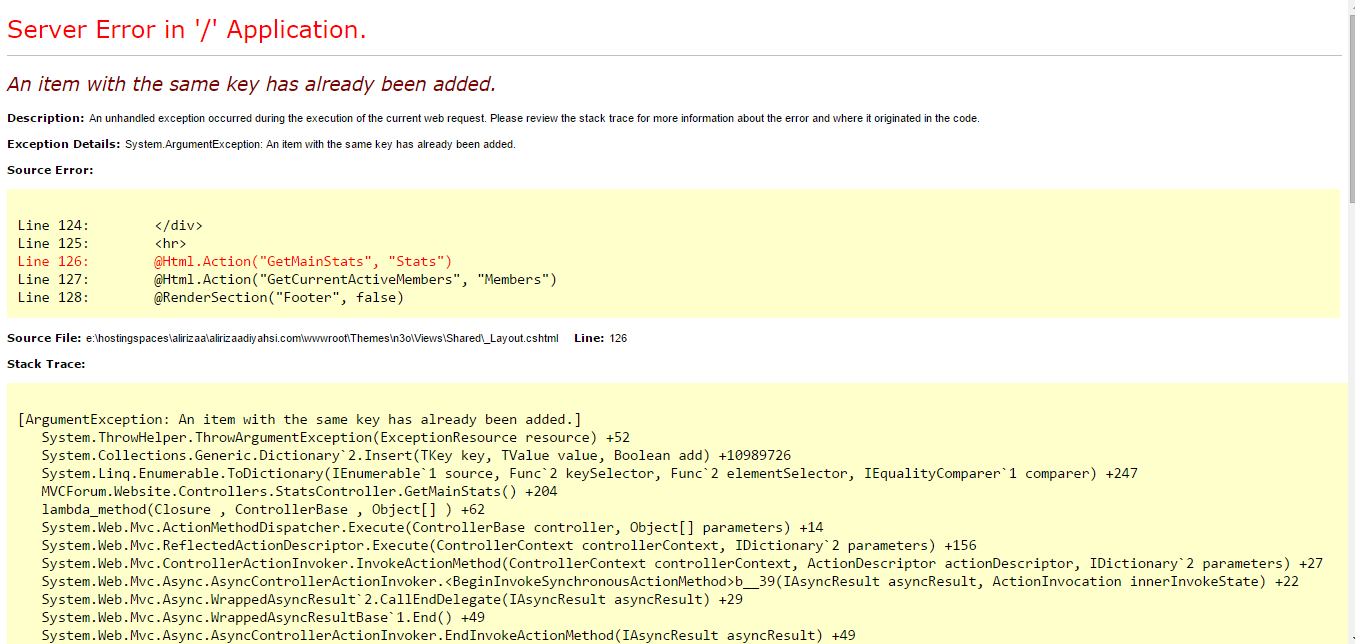 Server Error in '/' Application.
An item with the same key has already been added.
Description: An unhandled exception occurred during the execution of the current web request. Please review the stack trace for more information about the error and where it originated in the code.
Exception Details: System.ArgumentException: An item with the same key has already been added.
Source Error:
Line 124:        </div>
Line 125:        <hr>
Line 126:        @Html.Action("GetMainStats", "Stats")
Line 127:        @Html.Action("GetCurrentActiveMembers", "Members")
Line 128:        @RenderSection("Footer", false)
Source File: e:\hostingspaces\alirizaa\alirizaadiyahsi.com\wwwroot\Themes\n3o\Views\Shared\_Layout.cshtml    Line: 126
Stack Trace:
[ArgumentException: An item with the same key has already been added.]
   System.ThrowHelper.ThrowArgumentException(ExceptionResource resource) +52
   System.Collections.Generic.Dictionary`2.Insert(TKey key, TValue value, Boolean add) +10989726
   System.Linq.Enumerable.ToDictionary(IEnumerable`1 source, Func`2 keySelector, Func`2 elementSelector, IEqualityComparer`1 comparer) +247
   MVCForum.Website.Controllers.StatsController.GetMainStats() +204
   lambda_method(Closure , ControllerBase , Object[] ) +62
   System.Web.Mvc.ActionMethodDispatcher.Execute(ControllerBase controller, Object[] parameters) +14
   System.Web.Mvc.ReflectedActionDescriptor.Execute(ControllerContext controllerContext, IDictionary`2 parameters) +156
   System.Web.Mvc.ControllerActionInvoker.InvokeActionMethod(ControllerContext controllerContext, ActionDescriptor actionDescriptor, IDictionary`2 parameters) +27
   System.Web.Mvc.Async.AsyncControllerActionInvoker.<BeginInvokeSynchronousActionMethod>b__39(IAsyncResult asyncResult, ActionInvocation innerInvokeState) +22
   System.Web.Mvc.Async.WrappedAsyncResult`2.CallEndDelegate(IAsyncResult asyncResult) +29
   System.Web.Mvc.Async.WrappedAsyncResultBase`1.End() +49
   System.Web.Mvc.Async.AsyncControllerActionInvoker.EndInvokeActionMethod(IAsyncResult asyncResult) +49